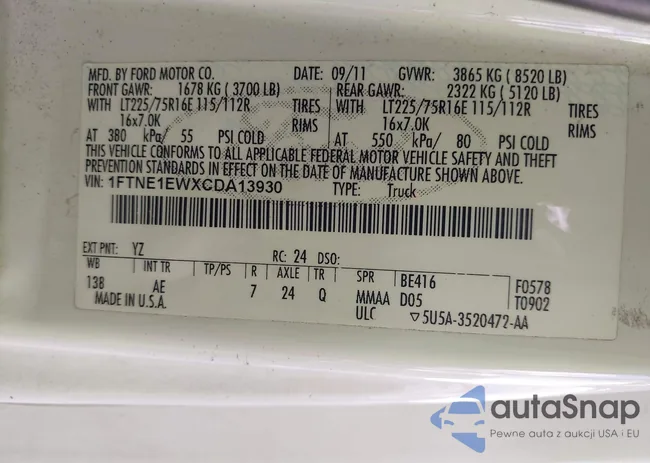 MFD. BY FORD MOTOR CO. DATE: 09/11 GVWR: 3865 KG ( 8520 LB)
FRONT GAWR: 1678 KG ( 3700 LB) REAR GAWR: 2322 KG ( 5120 LB)
WITH LT225/75R16E 115/112R TIRES WITH LT225/75R16E 115/112R TIRES
16x7.0K RIMS 16x7.0K RIMS
AT 380 kPa/ 55 PSI COLD AT 550 kPa/ 80 PSI COLD
THIS VEHICLE CONFORMS TO ALL APPLICABLE FEDERAL MOTOR VEHICLE SAFETY AND THEFT
PREVENTION STANDARDS IN EFFECT ON THE DATE OF MANUFACTURE SHOWN ABOVE.
VIN: 1FTNE1EWXCDA13930 TYPE: Truck
EXT PNT: YZ RC: 24 DSO:
WB INT TR TP/PS R AXLE TR SPR BE416 F0578
138 AE 7 24 Q MMAA D05 T0902
MADE IN U.S.A. ULC ▽5U5A-3520472-AA
autaSnap
Pewne auta z aukcji USA i EU